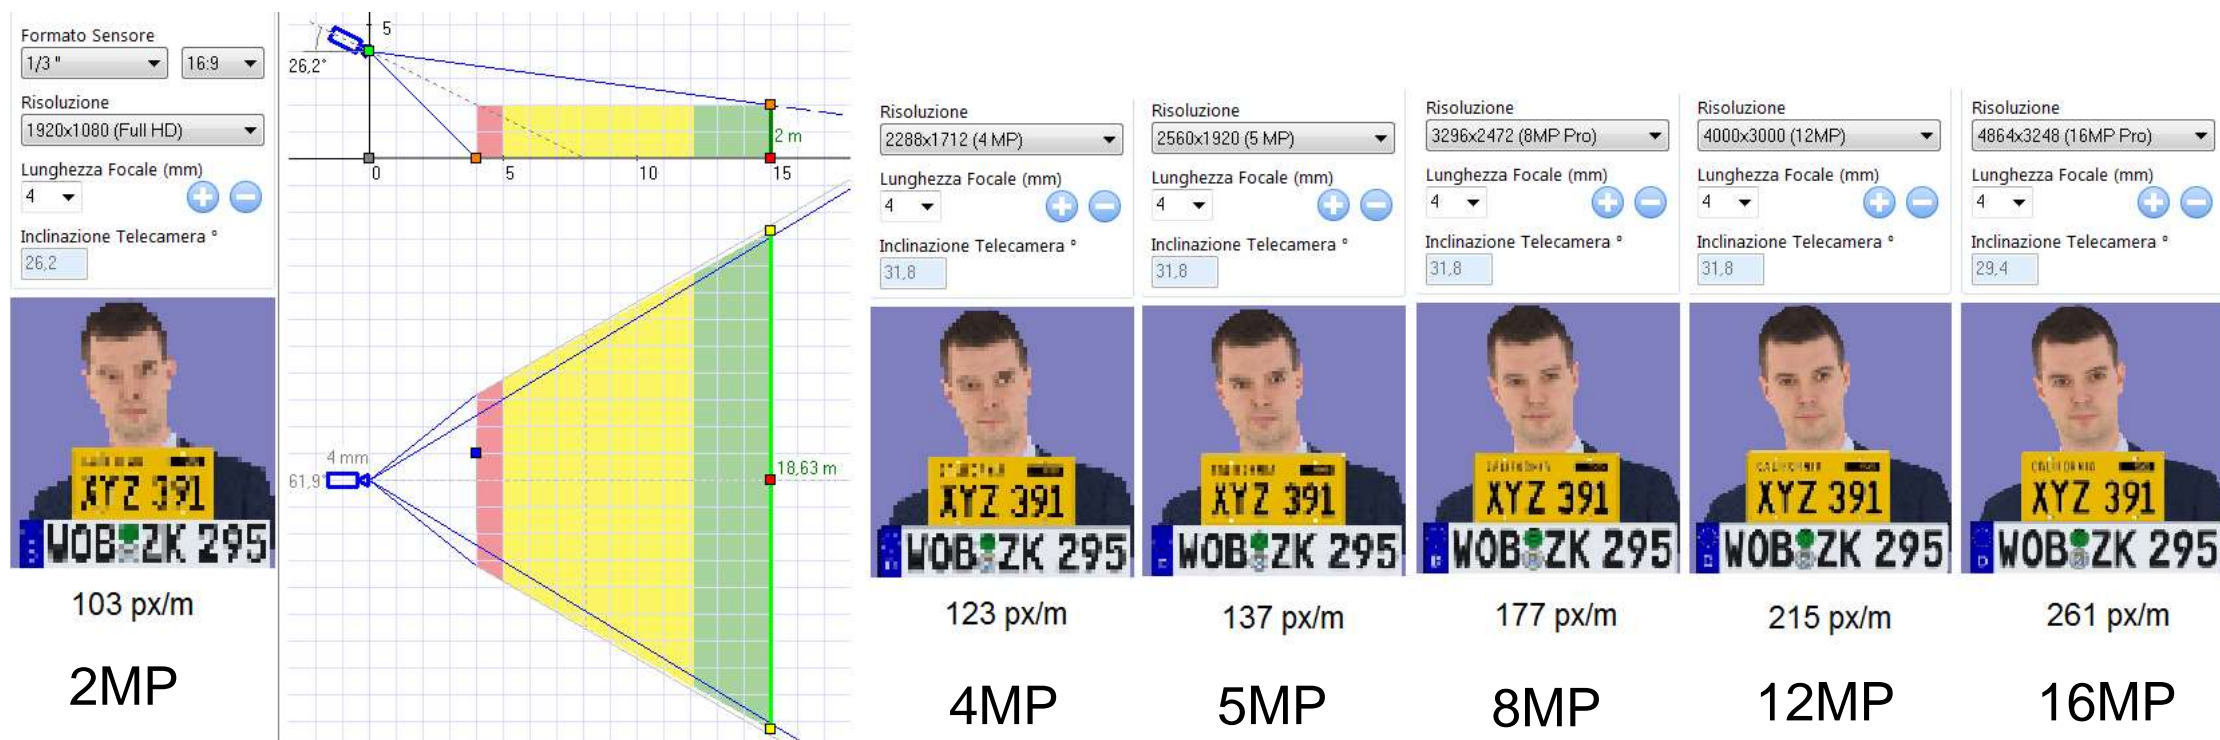 Formato Sensore
1/3 "
16:9
Risoluzione
1920x1080 (Full HD)
Lunghezza Focale (mm)
4
Inclinazione Telecamera °
26,2
XYZ 391
WOB ZK 295
103 px/m
2MP
5
26,2°
2 m
0
5
10
15
4 mm
61,9°
18,63 m
Risoluzione
2288x1712 (4 MP)
Lunghezza Focale (mm)
4
Inclinazione Telecamera °
31,8
XYZ 391
WOB ZK 295
123 px/m
4MP
Risoluzione
2560x1920 (5 MP)
Lunghezza Focale (mm)
4
Inclinazione Telecamera °
31,8
CALIFORNIA
XYZ 391
WOB ZK 295
137 px/m
5MP
Risoluzione
3296x2472 (8MP Pro)
Lunghezza Focale (mm)
4
Inclinazione Telecamera °
31,8
CALIFORNIA
XYZ 391
WOB ZK 295
177 px/m
8MP
Risoluzione
4000x3000 (12MP)
Lunghezza Focale (mm)
4
Inclinazione Telecamera °
31,8
CALIFORNIA
XYZ 391
D
WOB ZK 295
215 px/m
12MP
Risoluzione
4864x3248 (16MP Pro)
Lunghezza Focale (mm)
4
Inclinazione Telecamera °
29,4
CALIFORNIA
XYZ 391
D
WOB ZK 295
261 px/m
16MP